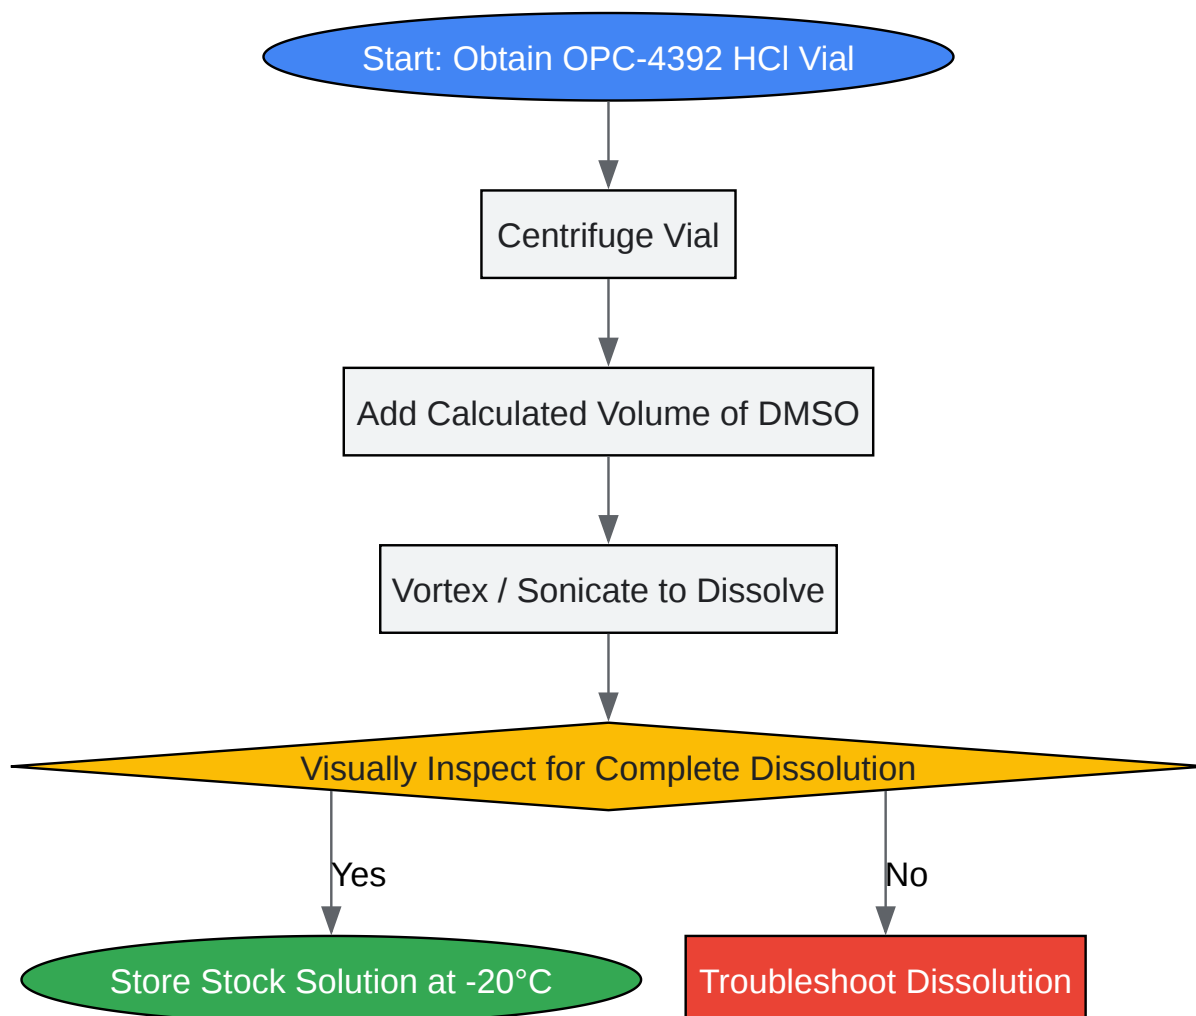 Start: Obtain OPC-4392 HCl Vial
Centrifuge Vial
Add Calculated Volume of DMSO
Vortex / Sonicate to Dissolve
Visually Inspect for Complete Dissolution
Yes
No
Store Stock Solution at -20°C
Troubleshoot Dissolution